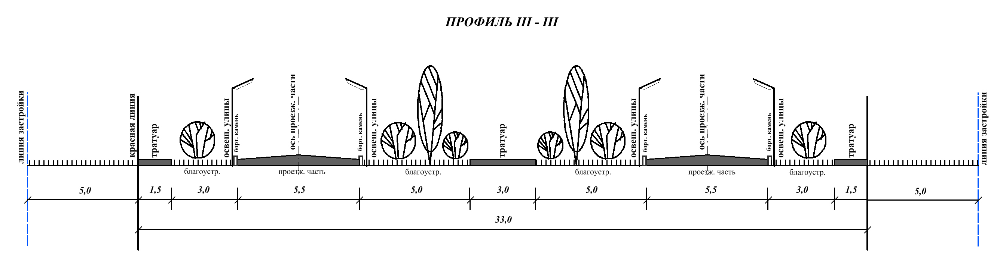 ПРОФИЛЬ III - III
линия застройки
красная линия
тратуар
освещ. улицы
борт. камень
ось проезж. части
борт. камень
освещ. улицы
тратуар
освещ. улицы
борт. камень
ось проезж. части
борт. камень
освещ. улицы
тратуар
линия застройки
благоустр.
проезж. часть
благоустр.
благоустр.
проезж. часть
благоустр.
5,0
1,5
3,0
5,5
5,0
3,0
5,0
5,5
3,0
1,5
5,0
33,0